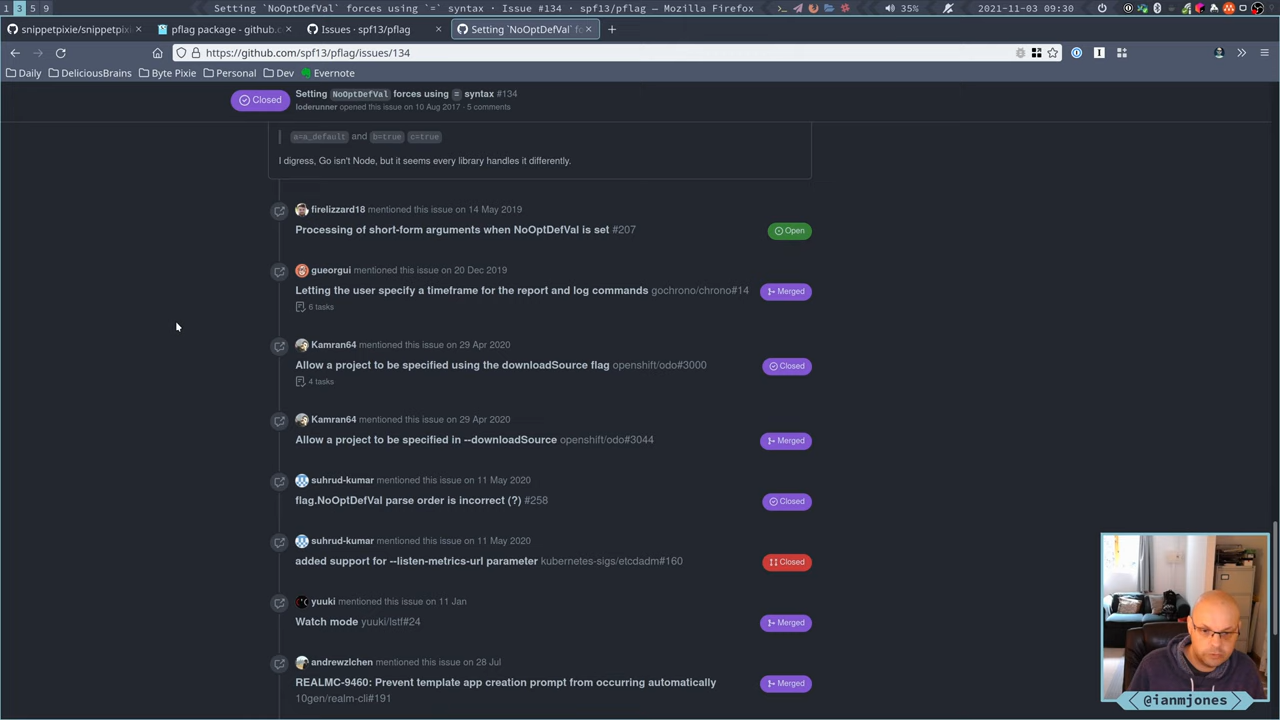 1 3 5 9
Setting `NoOptDefVal` forces using `=` syntax · Issue #134 · spf13/pflag — Mozilla Firefox
35%
2021-11-03 09:30
snippetpixie/snippetpixi
pflag package - github.c
Issues · spf13/pflag
Setting `NoOptDefVal` fo
https://github.com/spf13/pflag/issues/134
Daily
DeliciousBrains
Byte Pixie
Personal
Dev
Evernote
Closed
Setting NoOptDefVal forces using = syntax #134
loderunner opened this issue on 10 Aug 2017 · 5 comments
a=a_default and b=true c=true
I digress, Go isn't Node, but it seems every library handles it differently.
firelizzard18 mentioned this issue on 14 May 2019
Processing of short-form arguments when NoOptDefVal is set #207
Open
gueorgui mentioned this issue on 20 Dec 2019
Letting the user specify a timeframe for the report and log commands gochrono/chrono#14
Merged
6 tasks
Kamran64 mentioned this issue on 29 Apr 2020
Allow a project to be specified using the downloadSource flag openshift/odo#3000
Closed
4 tasks
Kamran64 mentioned this issue on 29 Apr 2020
Allow a project to be specified in --downloadSource openshift/odo#3044
Merged
suhrud-kumar mentioned this issue on 11 May 2020
flag.NoOptDefVal parse order is incorrect (?) #258
Closed
suhrud-kumar mentioned this issue on 11 May 2020
added support for --listen-metrics-url parameter kubernetes-sigs/etcdadm#160
Closed
yuuki mentioned this issue on 11 Jan
Watch mode yuuki/lstf#24
Merged
andrewzlchen mentioned this issue on 28 Jul
REALMC-9460: Prevent template app creation prompt from occurring automatically
10gen/realm-cli#191
Merged
@ianmjones